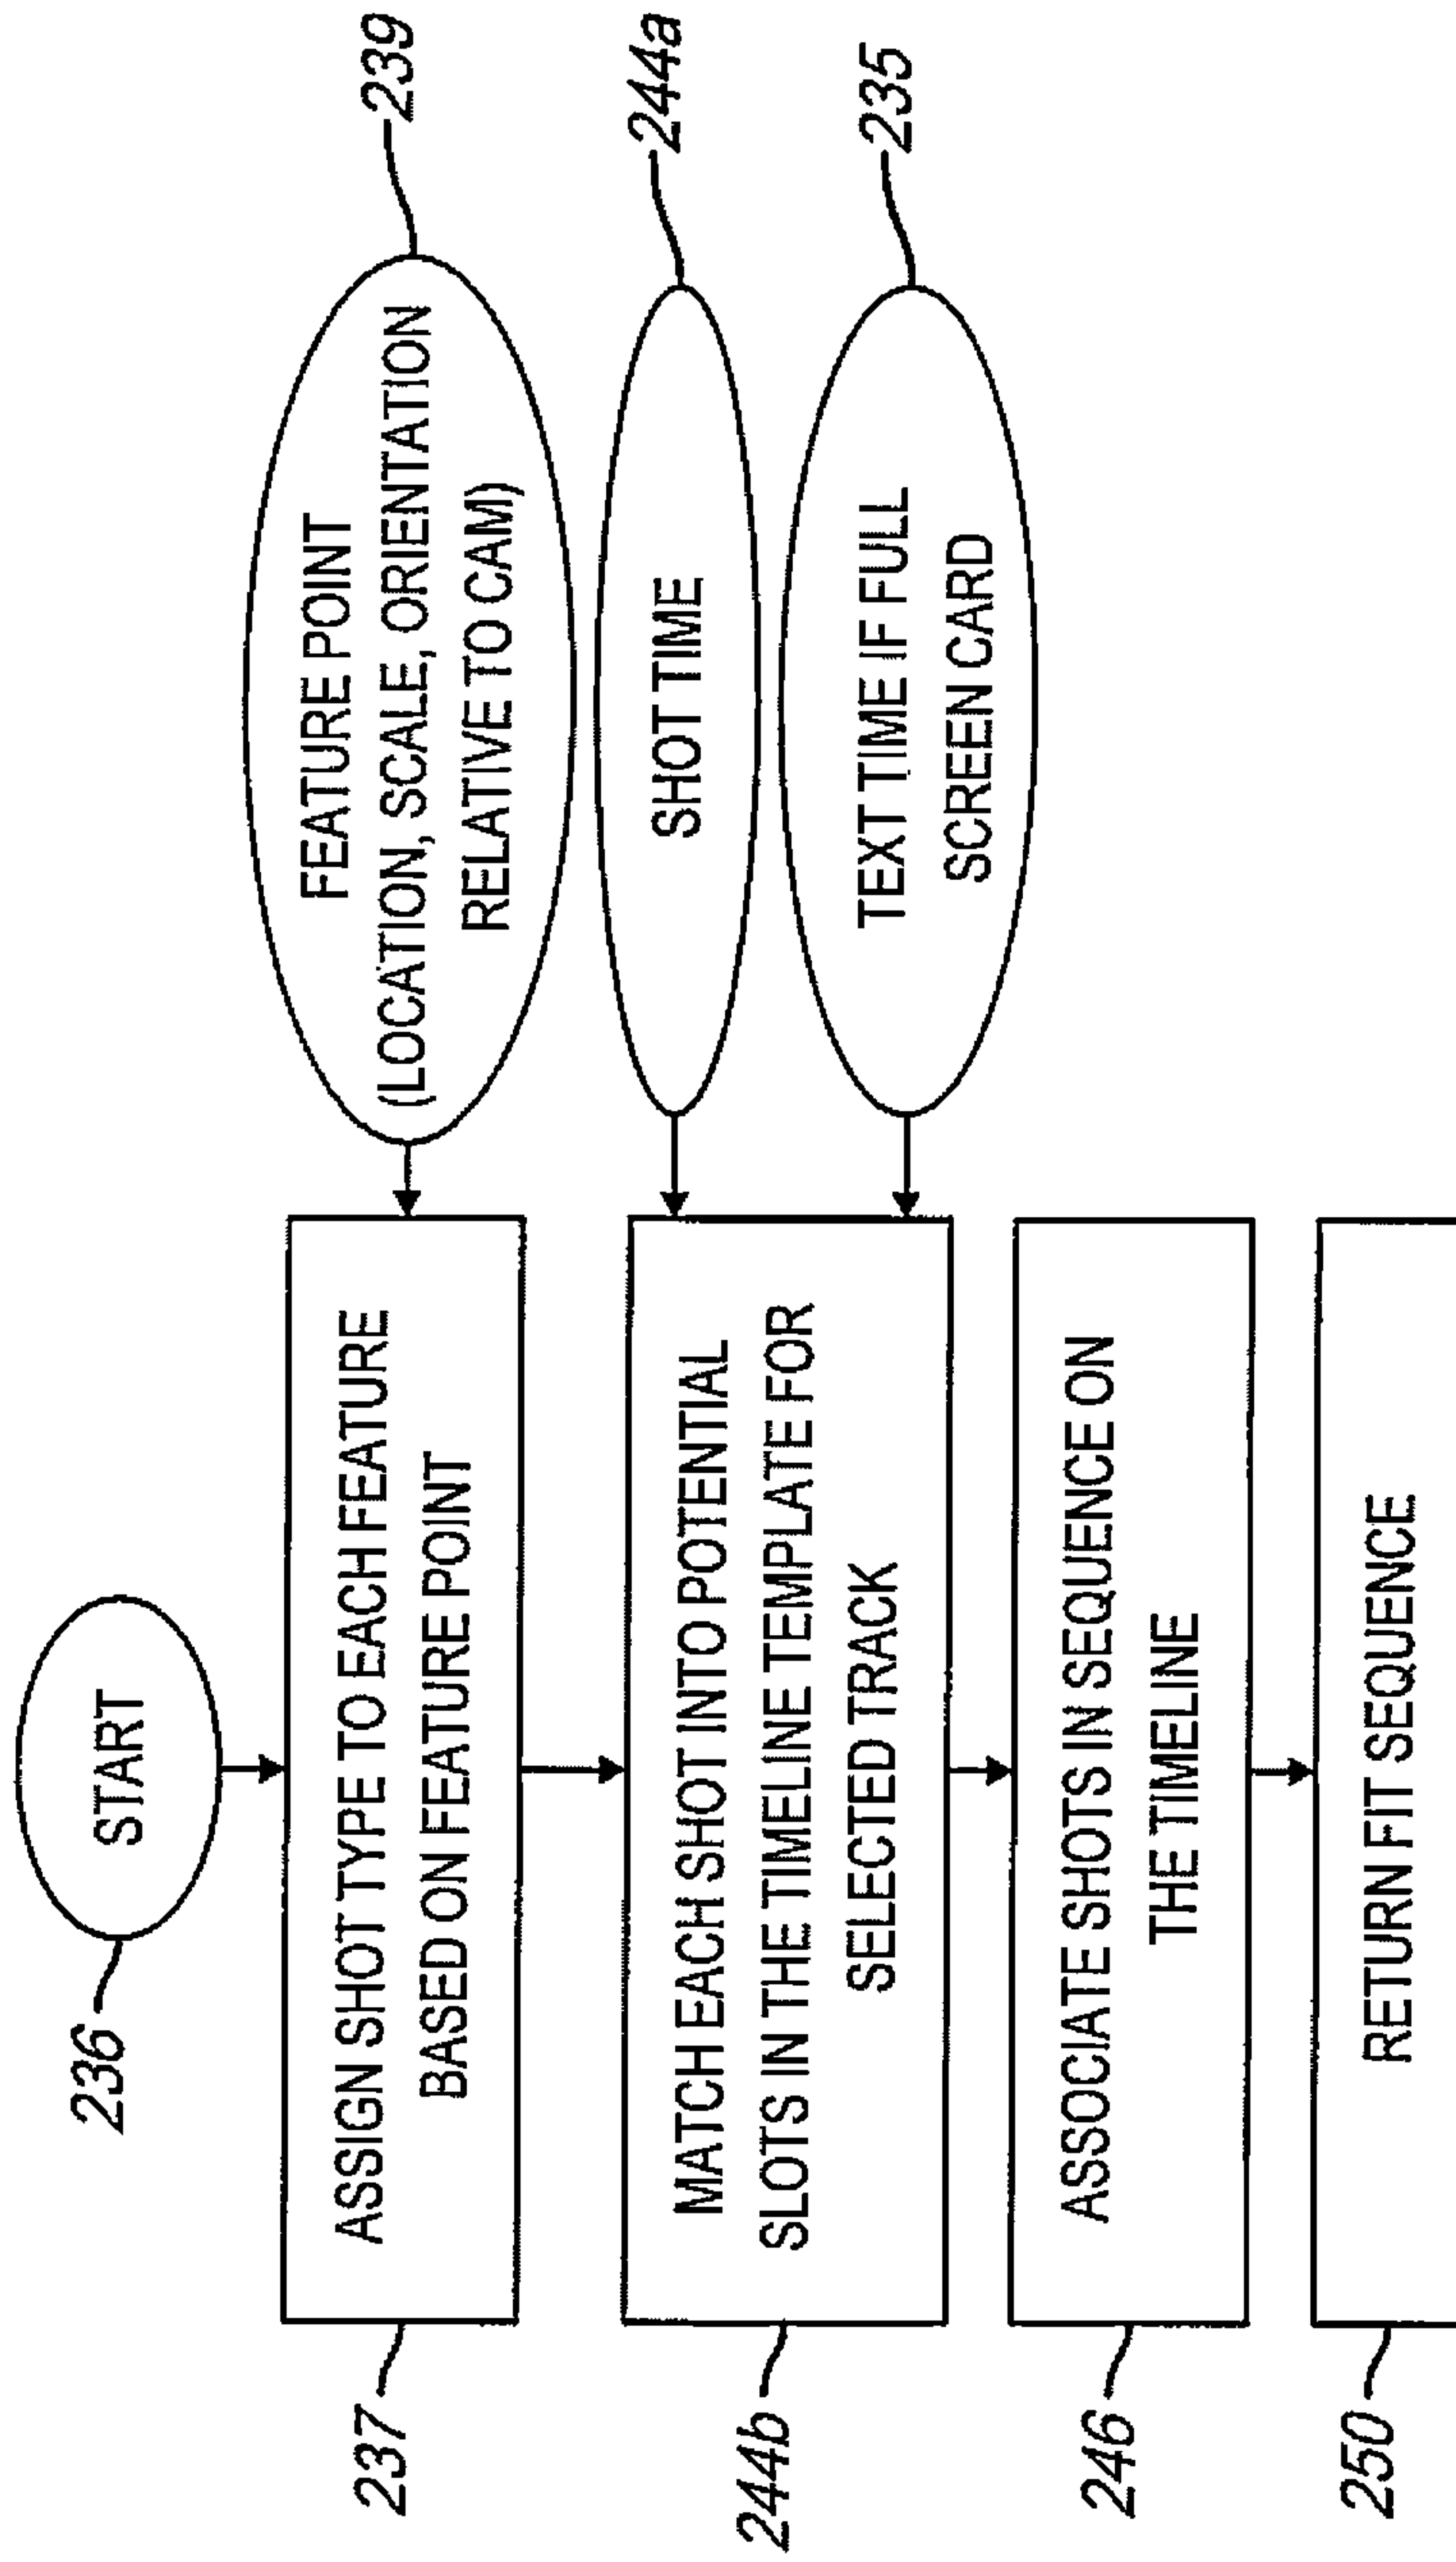 236
START
237
ASSIGN SHOT TYPE TO EACH FEATURE
BASED ON FEATURE POINT
FEATURE POINT
(LOCATION, SCALE, ORIENTATION
RELATIVE TO CAM)
239
244b
MATCH EACH SHOT INTO POTENTIAL
SLOTS IN THE TIMELINE TEMPLATE FOR
SELECTED TRACK
SHOT TIME
244a
TEXT TIME IF FULL
SCREEN CARD
235
246
ASSOCIATE SHOTS IN SEQUENCE ON
THE TIMELINE
250
RETURN FIT SEQUENCE